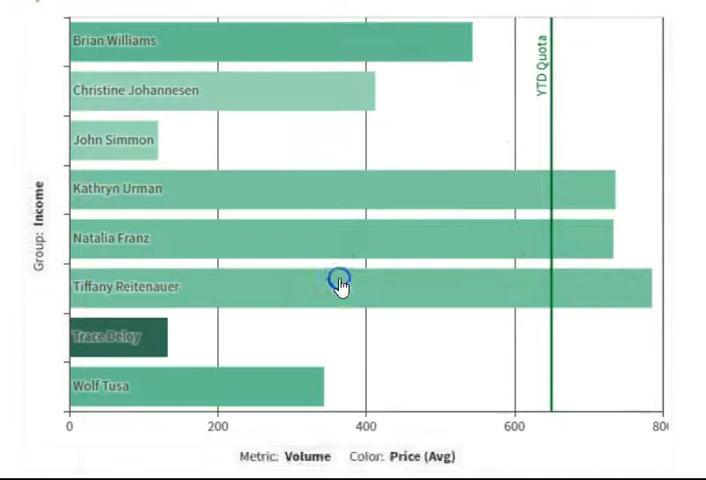 Brian Williams
YTD Quota
Christine Johannesen
John Simmon
Kathryn Urman
Natalia Franz
Tiffany Reitenauer
Trace Deloy
Wolf Tusa
Group: Income
0 200 400 600 80
Metric: Volume Color: Price (Avg)